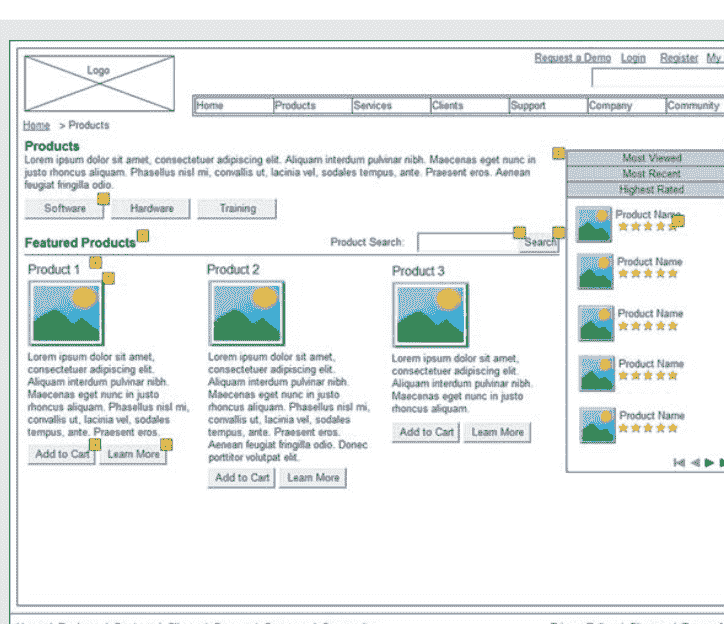 Logo
Request a Demo Login Register My
Home Products Services Clients Support Company Community
Home > Products
Products
Lorem ipsum dolor sit amet, consectetuer adipiscing elit. Aliquam interdum pulvinar nibh. Maecenas eget nunc in
justo rhoncus aliquam. Phasellus nisl mi, convallis ut, lacinia vel, sodales tempus, ante. Praesent eros. Aenean
feugiat fringilla odio.
Software Hardware Training
Featured Products
Product Search: Search
Product 1
Lorem ipsum dolor sit amet,
consectetuer adipiscing elit.
Aliquam interdum pulvinar nibh.
Maecenas eget nunc in justo
rhoncus aliquam. Phasellus nisl mi,
convallis ut, lacinia vel, sodales
tempus, ante. Praesent eros.
Add to Cart Learn More
Product 2
Lorem ipsum dolor sit amet,
consectetuer adipiscing elit.
Aliquam interdum pulvinar nibh.
Maecenas eget nunc in justo
rhoncus aliquam. Phasellus nisl mi,
convallis ut, lacinia vel, sodales
tempus, ante. Praesent eros.
Aenean feugiat fringilla odio. Donec
porttitor volutpat elit.
Add to Cart Learn More
Product 3
Lorem ipsum dolor sit amet,
consectetuer adipiscing elit.
Aliquam interdum pulvinar nibh.
Maecenas eget nunc in justo
rhoncus aliquam.
Add to Cart Learn More
Most Viewed
Most Recent
Highest Rated
Product Name
Product Name
Product Name
Product Name
Product Name